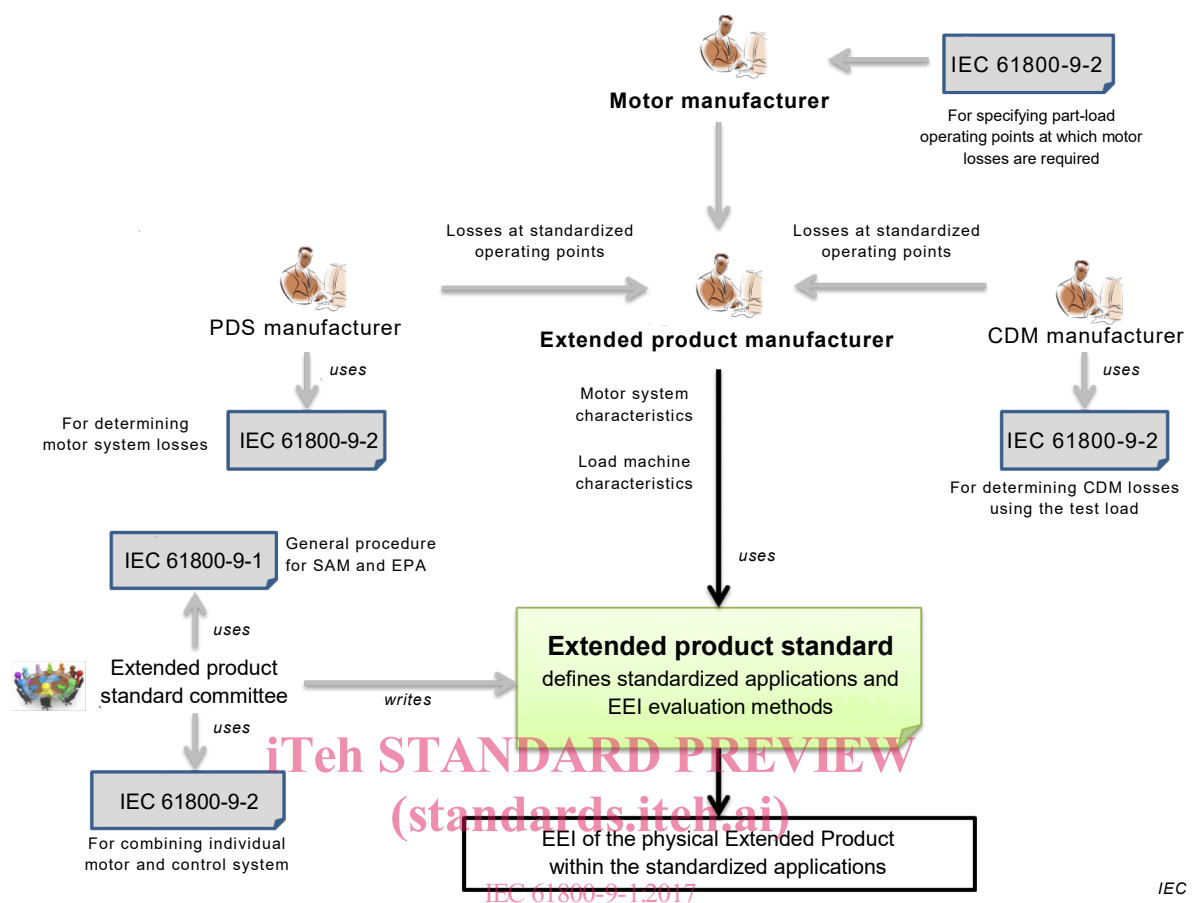 IEC 61800-9-2
Motor manufacturer
For specifying part-load
operating points at which motor
losses are required
Losses at standardized
operating points
Losses at standardized
operating points
PDS manufacturer
Extended product manufacturer
CDM manufacturer
uses
uses
For determining
motor system losses
IEC 61800-9-2
Motor system
characteristics
Load machine
characteristics
IEC 61800-9-2
For determining CDM losses
using the test load
IEC 61800-9-1
General procedure
for SAM and EPA
uses
uses
Extended product
standard committee
writes
Extended product standard
defines standardized applications and
EEI evaluation methods
uses
iTeh STANDARD PREVIEW
(standards.iteh.ai)
IEC 61800-9-2
For combining individual
motor and control system
EEI of the physical Extended Product
within the standardized applications
IEC 61800-9-1:2017
IEC